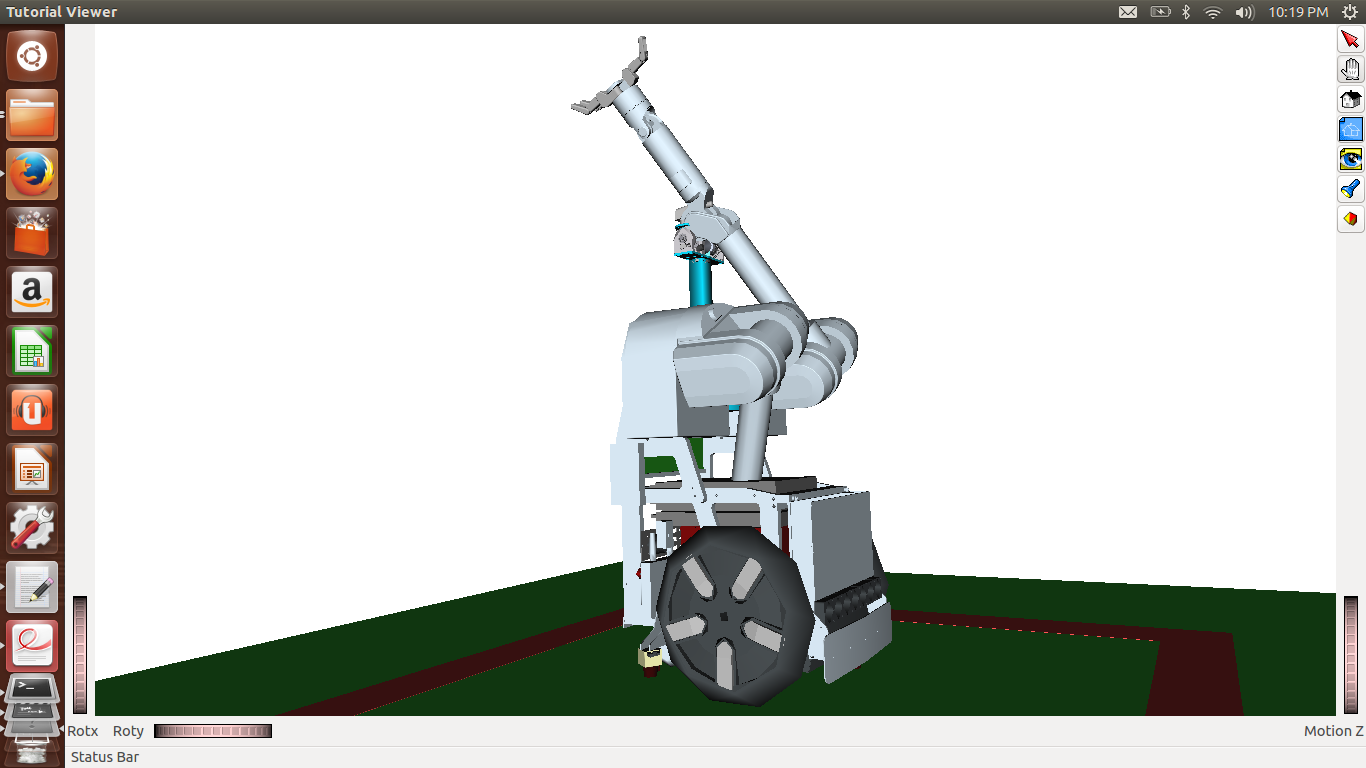 Tutorial Viewer
10:19 PM
a
Rotx Roty
Motion Z
Status Bar